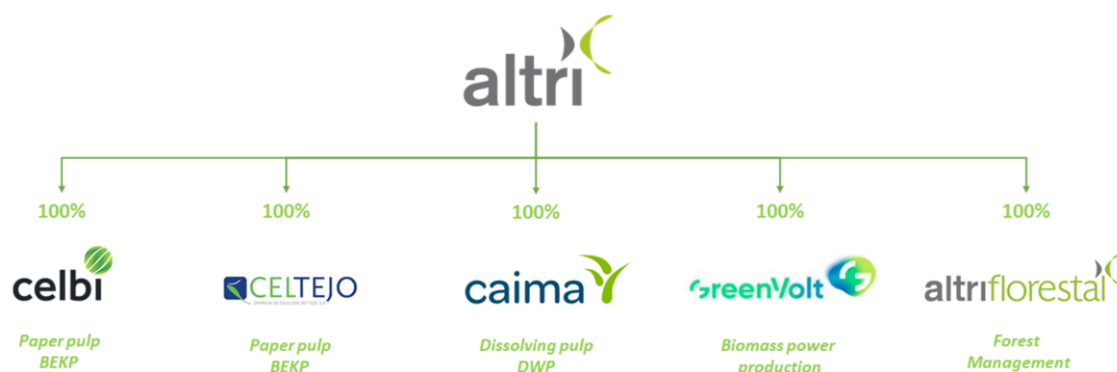 altri
100% 100% 100% 100% 100%
celbi CELTEJO caima GreenVolt altriflorestal
Paper pulp
BEKP
Paper pulp
BEKP
Dissolving pulp
DWP
Biomass power
production
Forest
Management